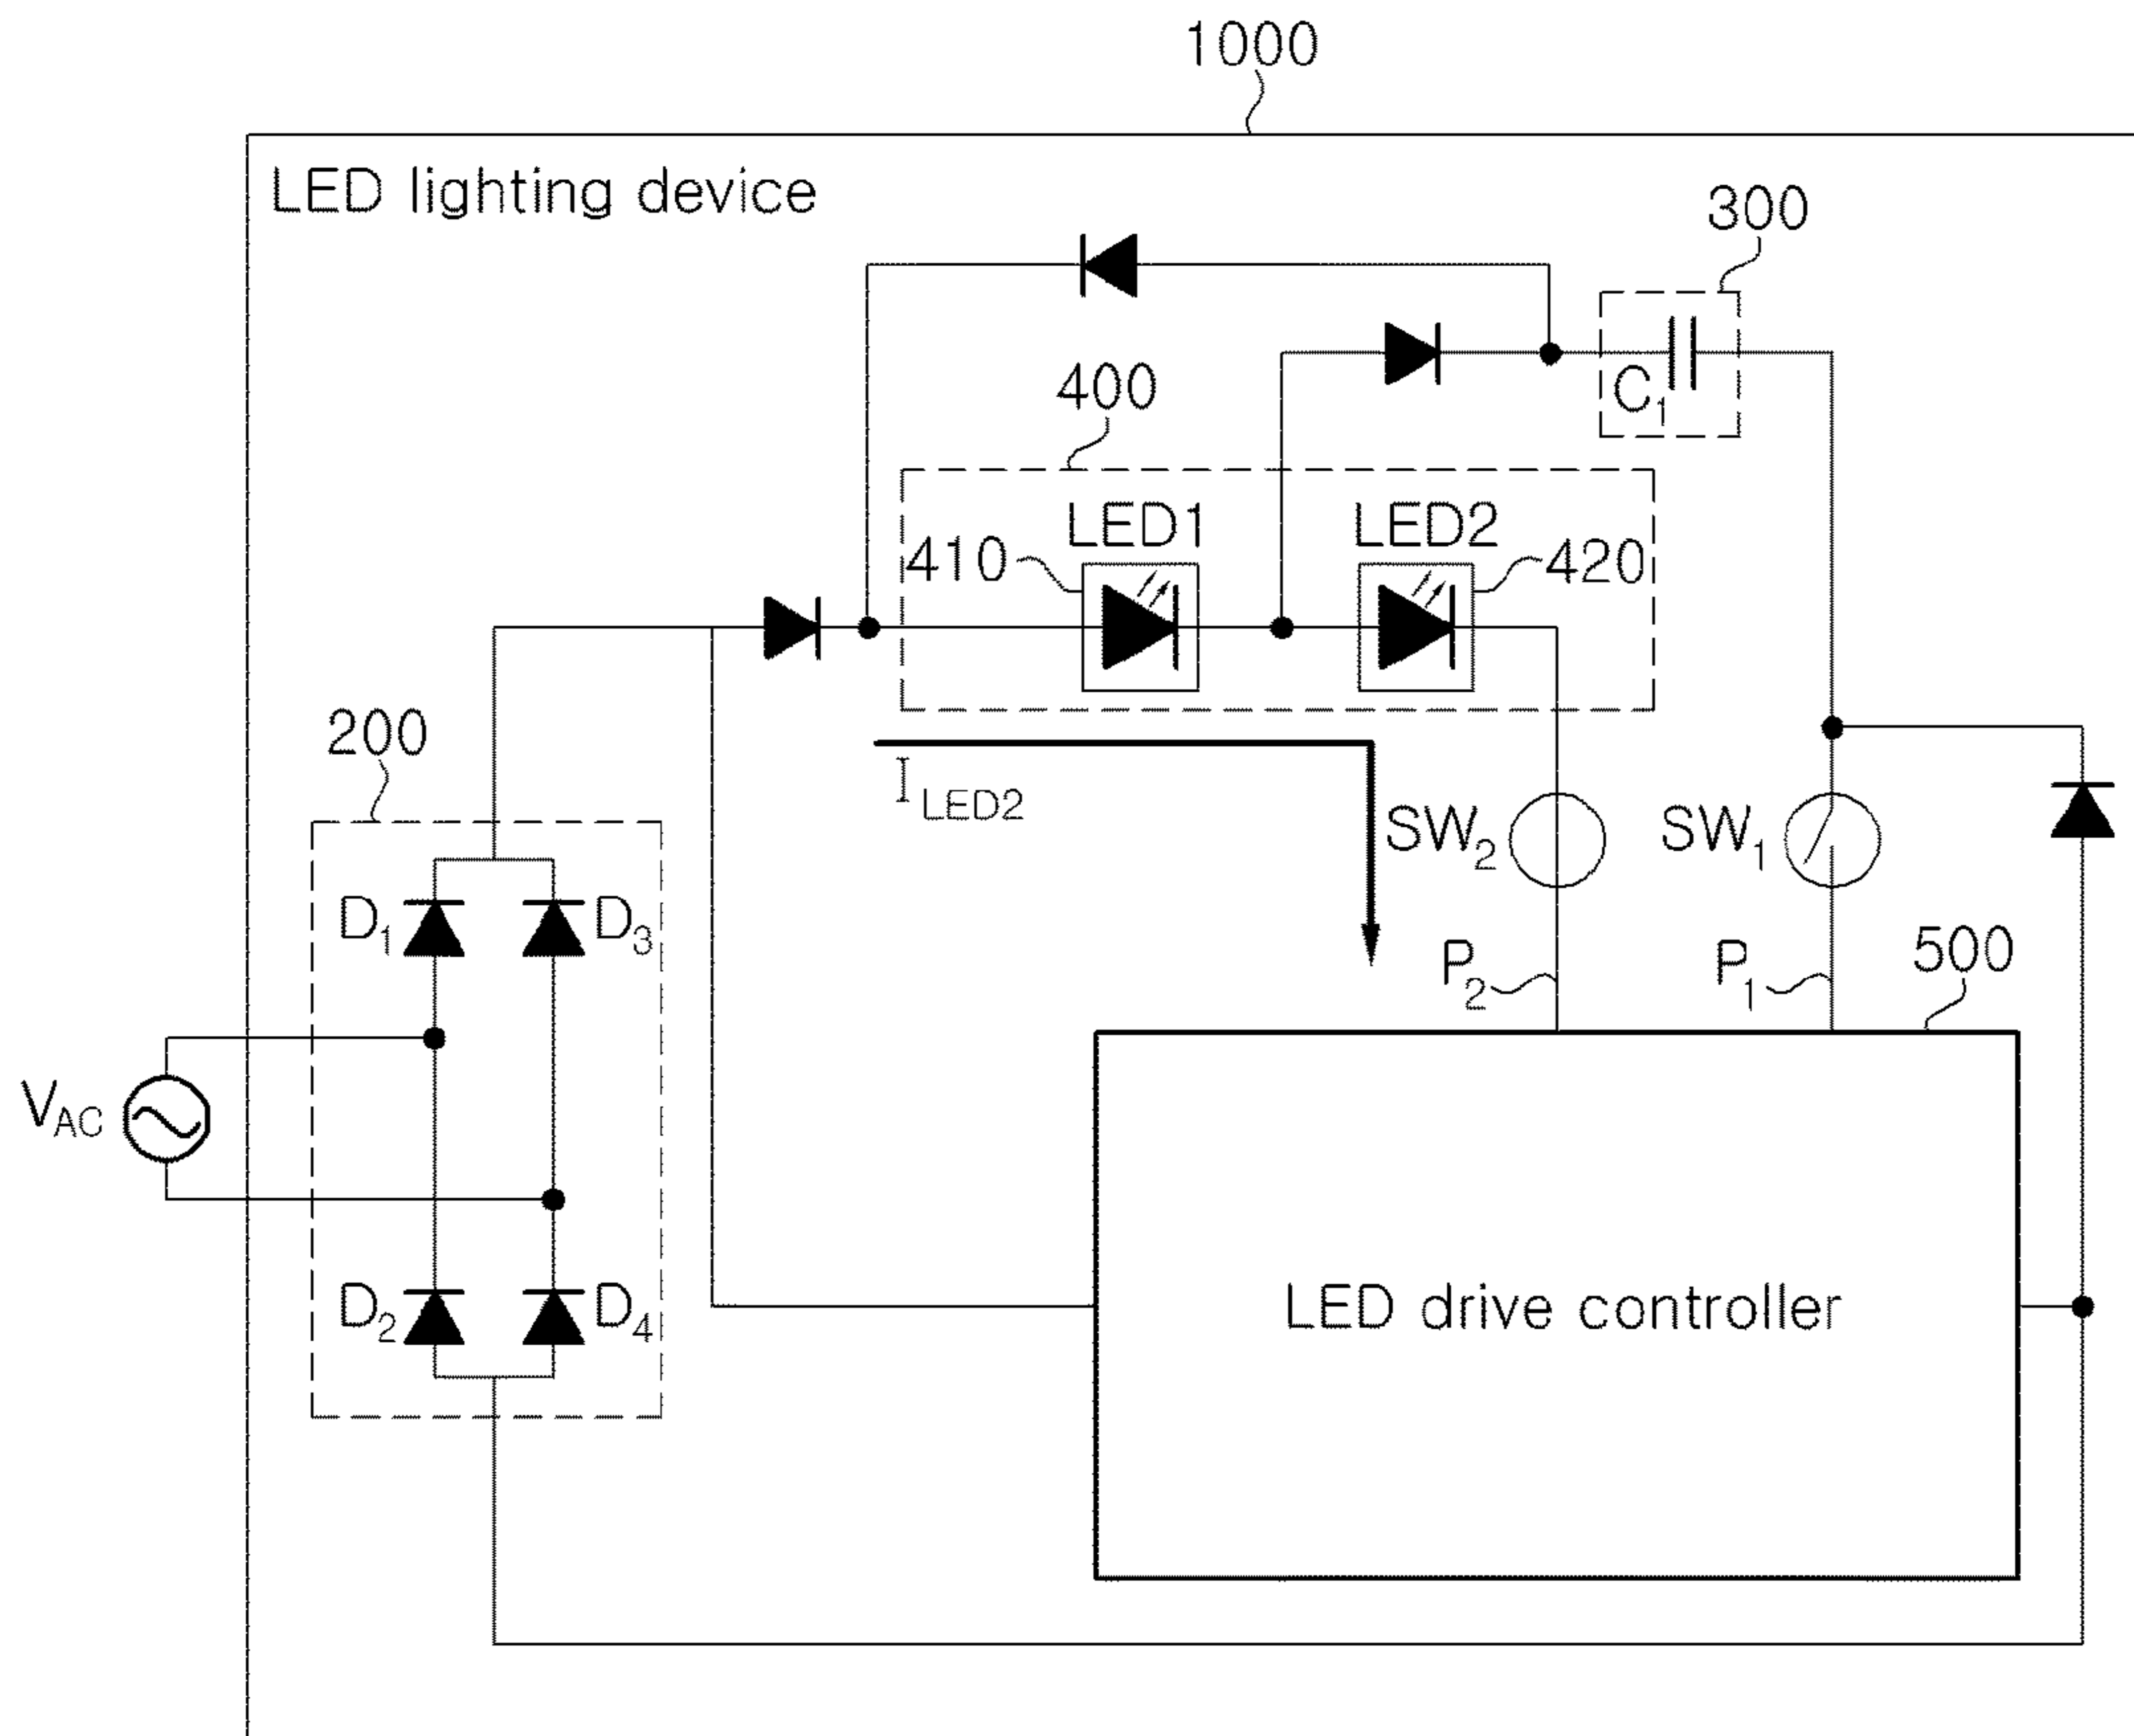 1000
LED lighting device
300
C1
400
LED1
LED2
410
420
200
ILED2
SW2
SW1
D1
D3
P2
P1
500
VAC
D2
D4
LED drive controller